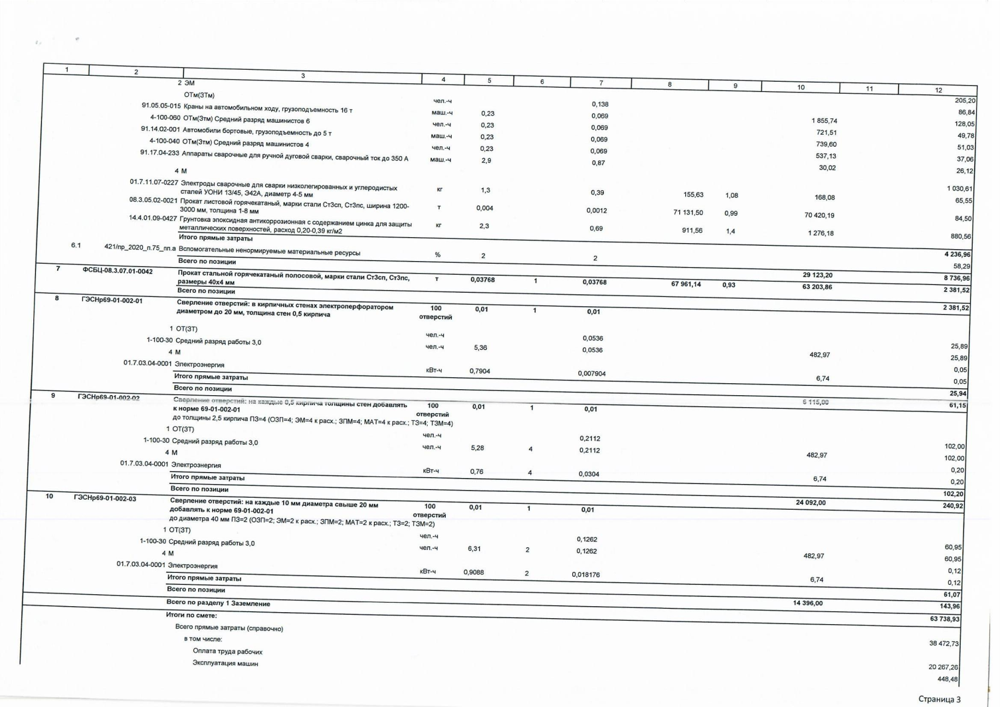 1 2 3 4 5 6 7 8 9 10 11 12
2 ЭМ 205,20
ОТм(ЗТм) чел.-ч 0,138 86,84
91.05.05-015 Краны на автомобильном ходу, грузоподъемность 16 т маш.-ч 0,23 0,069 1 855,74 128,05
4-100-060 ОТм(Зтм) Средний разряд машинистов 6 чел.-ч 0,23 0,069 721,51 49,78
91.14.02-001 Автомобили бортовые, грузоподъемность до 5 т маш.-ч 0,23 0,069 739,60 51,03
4-100-040 ОТм(Зтм) Средний разряд машинистов 4 чел.-ч 0,23 0,069 537,13 37,06
91.17.04-233 Аппараты сварочные для ручной дуговой сварки, сварочный ток до 350 А маш.-ч 2,9 0,87 30,02 26,12
4 М 1 030,61
01.7.11.07-0227 Электроды сварочные для сварки низколегированных и углеродистых кг 1,3 0,39 155,63 1,08 168,08 65,55
сталей УОНИ 13/45, Э42А, диаметр 4-5 мм
08.3.05.02-0021 Прокат листовой горячекатаный, марки стали Ст3сп, Ст3пс, ширина 1200- т 0,004 0,0012 71 131,50 0,99 70 420,19 84,50
3000 мм, толщина 1-8 мм
14.4.01.09-0427 Грунтовка эпоксидная антикоррозионная с содержанием цинка для защиты кг 2,3 0,69 911,56 1,4 1 276,18 880,56
металлических поверхностей, расход 0,20-0,39 кг/м2
Итого прямые затраты 4 236,96
6.1 421/пр_2020_п.75_пп.а Вспомогательные ненормируемые материальные ресурсы % 2 2 58,29
Всего по позиции 29 123,20 8 736,96
7 ФСБЦ-08.3.07.01-0042 Прокат стальной горячекатаный полосовой, марки стали Ст3сп, Ст3пс, т 0,03768 1 0,03768 67 961,14 0,93 63 203,86 2 381,52
размеры 40х4 мм
Всего по позиции 2 381,52
8 ГЭСНр69-01-002-01 Сверление отверстий: в кирпичных стенах электроперфоратором 100 0,01 1 0,01
диаметром до 20 мм, толщина стен 0,5 кирпича отверстий
1 ОТ(ЗТ) чел.-ч 0,0536 25,89
1-100-30 Средний разряд работы 3,0 чел.-ч 5,36 0,0536 482,97 25,89
4 М 0,05
01.7.03.04-0001 Электроэнергия кВт-ч 0,7904 0,007904 6,74 0,05
Итого прямые затраты 25,94
Всего по позиции 6 115,00 61,15
9 ГЭСНр69-01-002-02 Сверление отверстий: на каждые 0,5 кирпича толщины стен добавлять 100 0,01 1 0,01
к норме 69-01-002-01 отверстий
до толщины 2,5 кирпича ПЗ=4 (ОЗП=4; ЭМ=4 к расх.; ЗПМ=4; МАТ=4 к расх.; ТЗ=4; ТЗМ=4)
1 ОТ(ЗТ) чел.-ч 0,2112 102,00
1-100-30 Средний разряд работы 3,0 чел.-ч 5,28 4 0,2112 482,97 102,00
4 М 0,20
01.7.03.04-0001 Электроэнергия кВт-ч 0,76 4 0,0304 6,74 0,20
Итого прямые затраты 102,20
Всего по позиции 24 092,00 240,92
10 ГЭСНр69-01-002-03 Сверление отверстий: на каждые 10 мм диаметра свыше 20 мм 100 0,01 1 0,01
добавлять к норме 69-01-002-01 отверстий
до диаметра 40 мм ПЗ=2 (ОЗП=2; ЭМ=2 к расх.; ЗПМ=2; МАТ=2 к расх.; ТЗ=2; ТЗМ=2)
1 ОТ(ЗТ) чел.-ч 0,1262 60,95
1-100-30 Средний разряд работы 3,0 чел.-ч 6,31 2 0,1262 482,97 60,95
4 М 0,12
01.7.03.04-0001 Электроэнергия кВт-ч 0,9088 2 0,018176 6,74 0,12
Итого прямые затраты 61,07
Всего по позиции 14 396,00 143,96
Всего по разделу 1 Заземление 63 738,93
Итоги по смете:
Всего прямые затраты (справочно) 38 472,73
в том числе:
Оплата труда рабочих 20 267,26
Эксплуатация машин 448,48
Страница 3